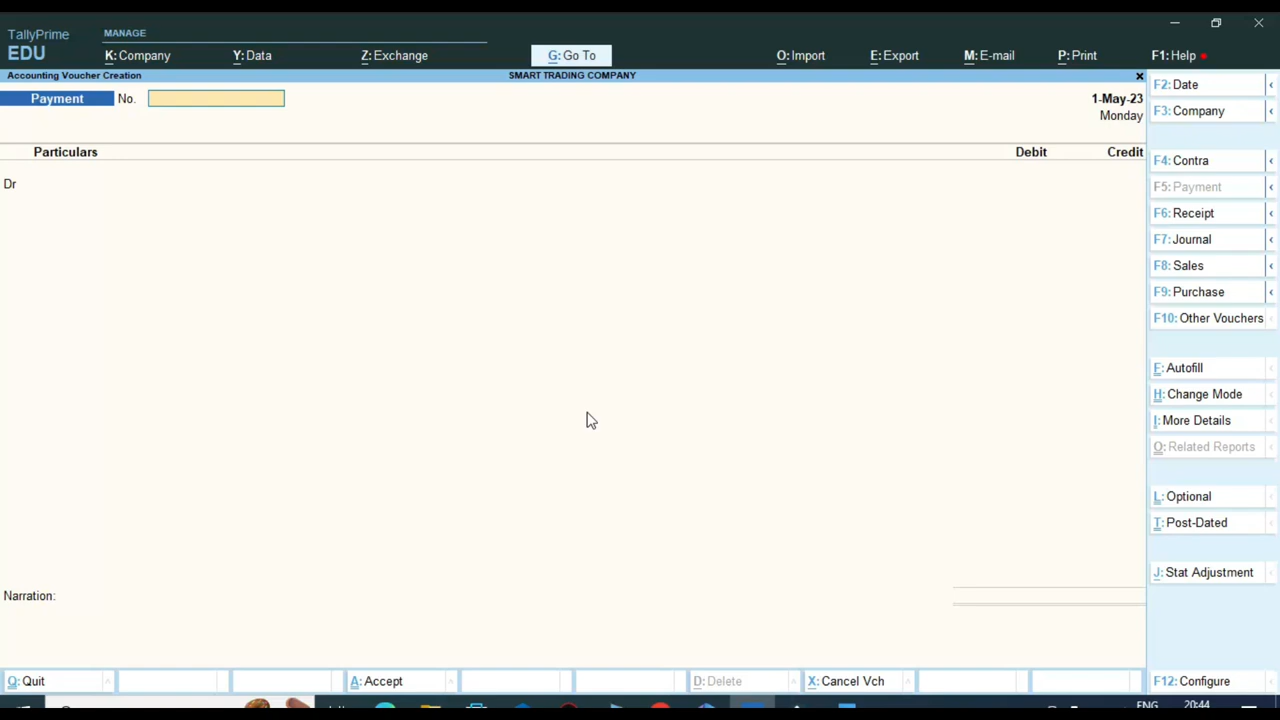 TallyPrime
EDU
MANAGE
K: Company
Y: Data
Z: Exchange
G: Go To
O: Import
E: Export
M: E-mail
P: Print
F1: Help
Accounting Voucher Creation
SMART TRADING COMPANY
Payment No.
1-May-23
Monday
Particulars
Debit
Credit
Dr
Narration:
F2: Date
F3: Company
F4: Contra
F5: Payment
F6: Receipt
F7: Journal
F8: Sales
F9: Purchase
F10: Other Vouchers
F: Autofill
H: Change Mode
I: More Details
O: Related Reports
L: Optional
T: Post-Dated
J: Stat Adjustment
Q: Quit
A: Accept
D: Delete
X: Cancel Vch
F12: Configure
ENG
20:44